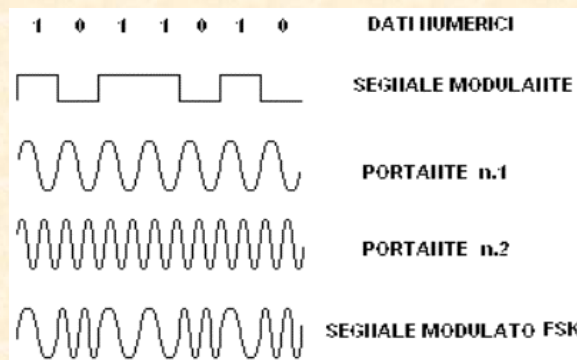 1 0 1 1 0 1 0 DATI NUMERICI
SEGNALE MODULANTE
PORTANTE n.1
PORTANTE n.2
SEGNALE MODULATO FSK